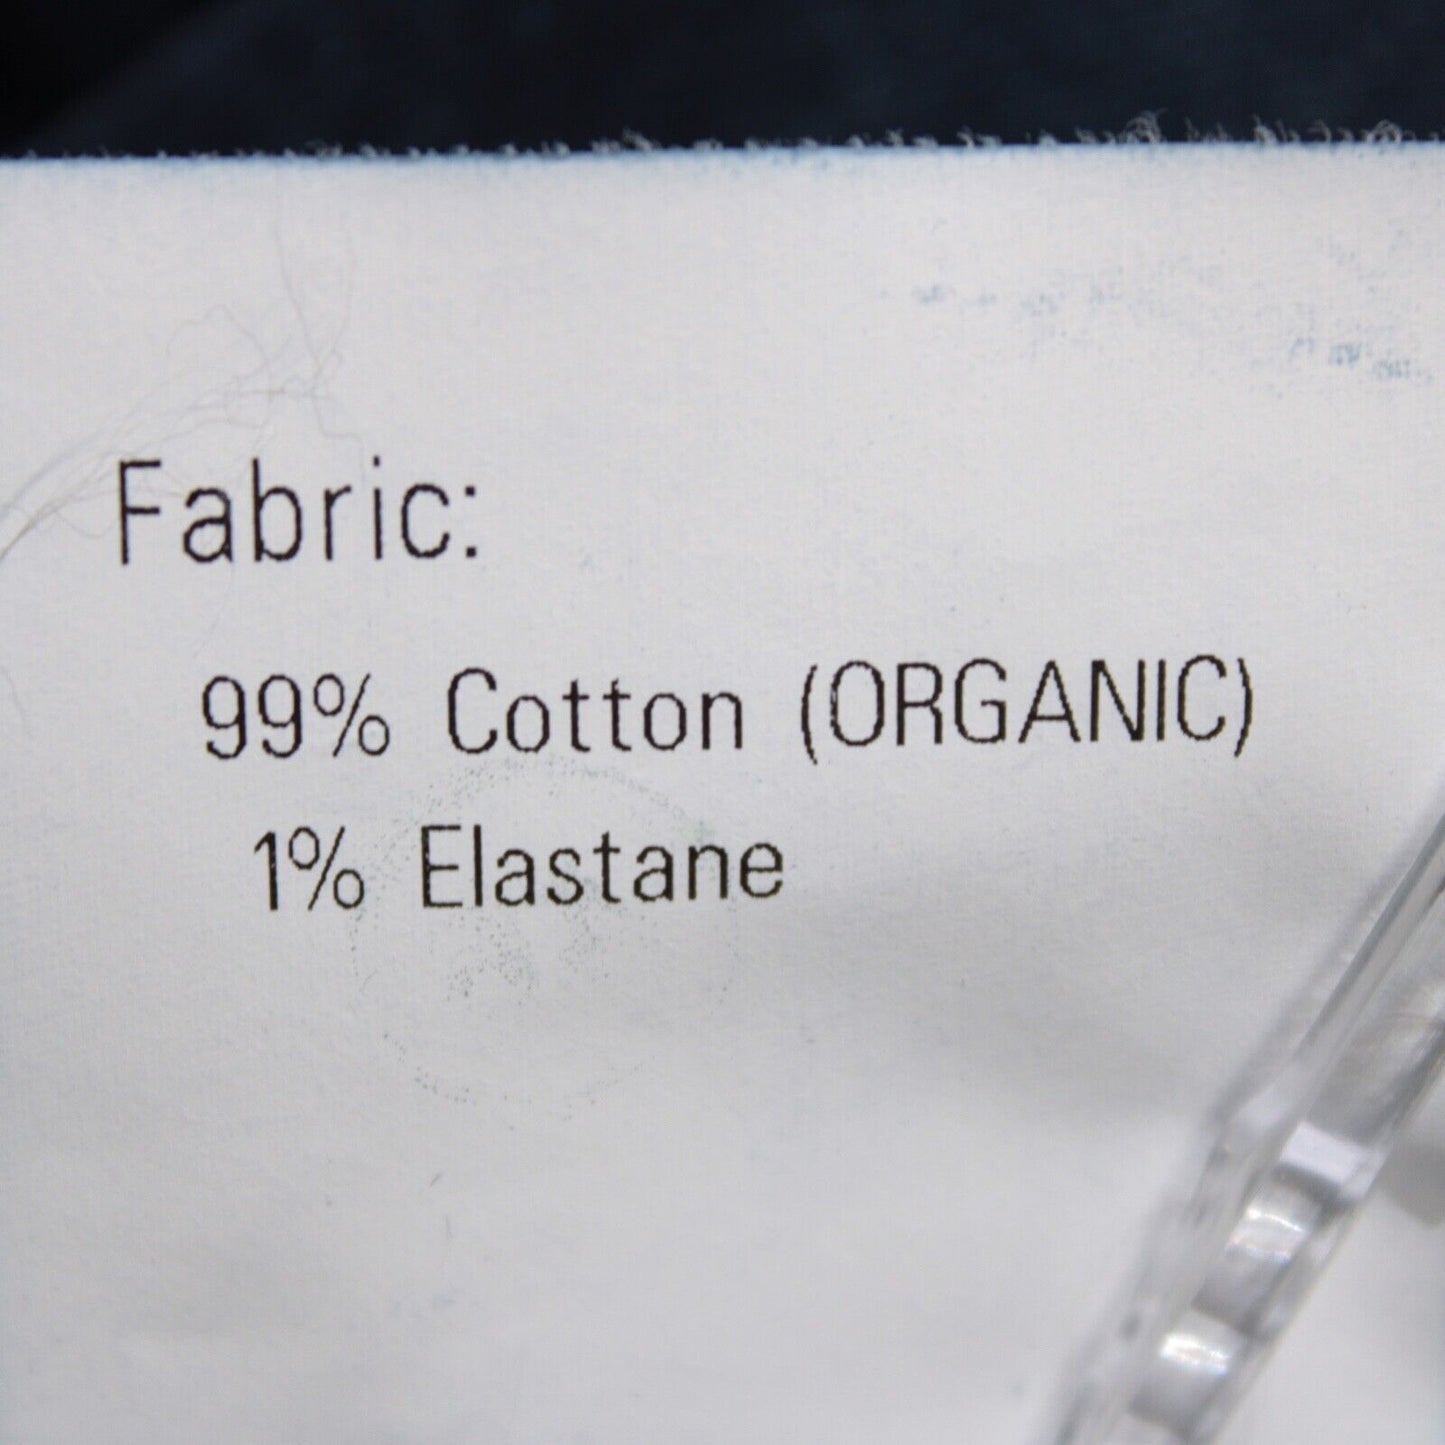 Fabric:
99% Cotton (ORGANIC)
1% Elastane